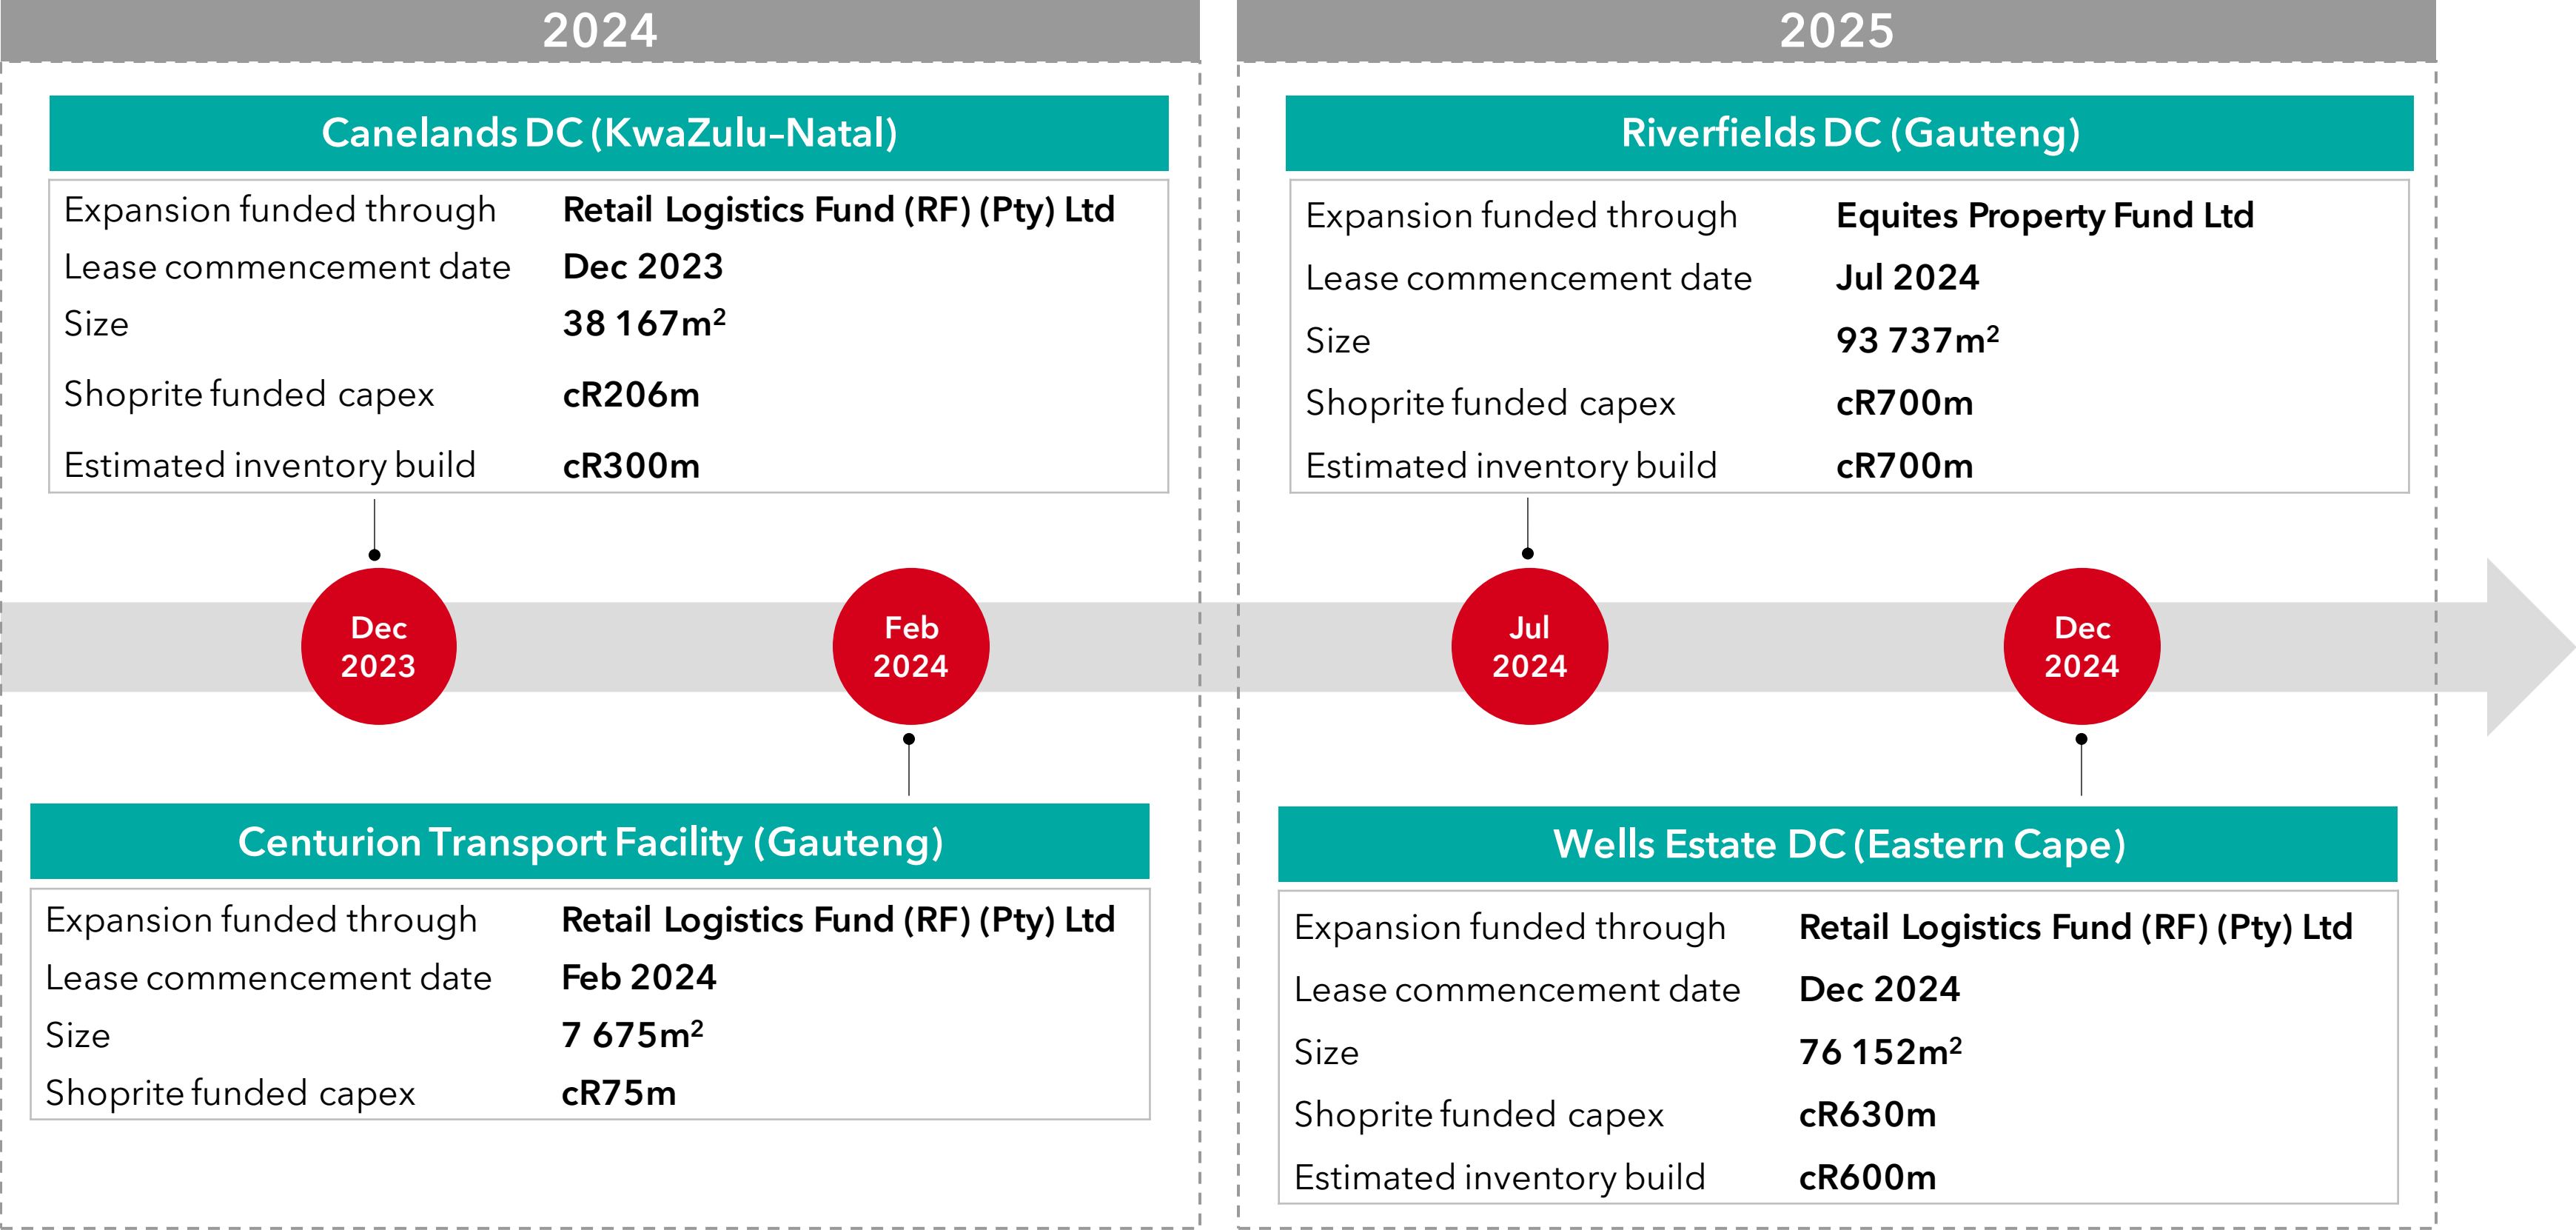 2024
Canelands DC (KwaZulu–Natal)
Expansion funded through Retail Logistics Fund (RF) (Pty) Ltd
Lease commencement date Dec 2023
Size 38 167m²
Shoprite funded capex cR206m
Estimated inventory build cR300m
Dec
2023
Feb
2024
Centurion Transport Facility (Gauteng)
Expansion funded through Retail Logistics Fund (RF) (Pty) Ltd
Lease commencement date Feb 2024
Size 7 675m²
Shoprite funded capex cR75m
2025
Riverfields DC (Gauteng)
Expansion funded through Equites Property Fund Ltd
Lease commencement date Jul 2024
Size 93 737m²
Shoprite funded capex cR700m
Estimated inventory build cR700m
Jul
2024
Dec
2024
Wells Estate DC (Eastern Cape)
Expansion funded through Retail Logistics Fund (RF) (Pty) Ltd
Lease commencement date Dec 2024
Size 76 152m²
Shoprite funded capex cR630m
Estimated inventory build cR600m